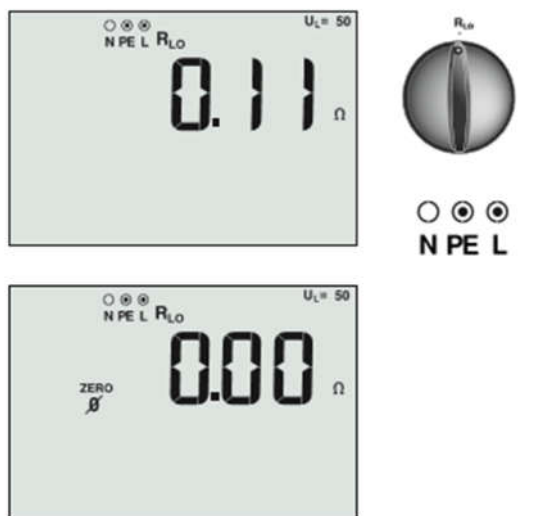 U_L= 50
N PE L R_LO
0.11 Ω
R_LO
N PE L
U_L= 50
N PE L R_LO
ZERO
0.00 Ω